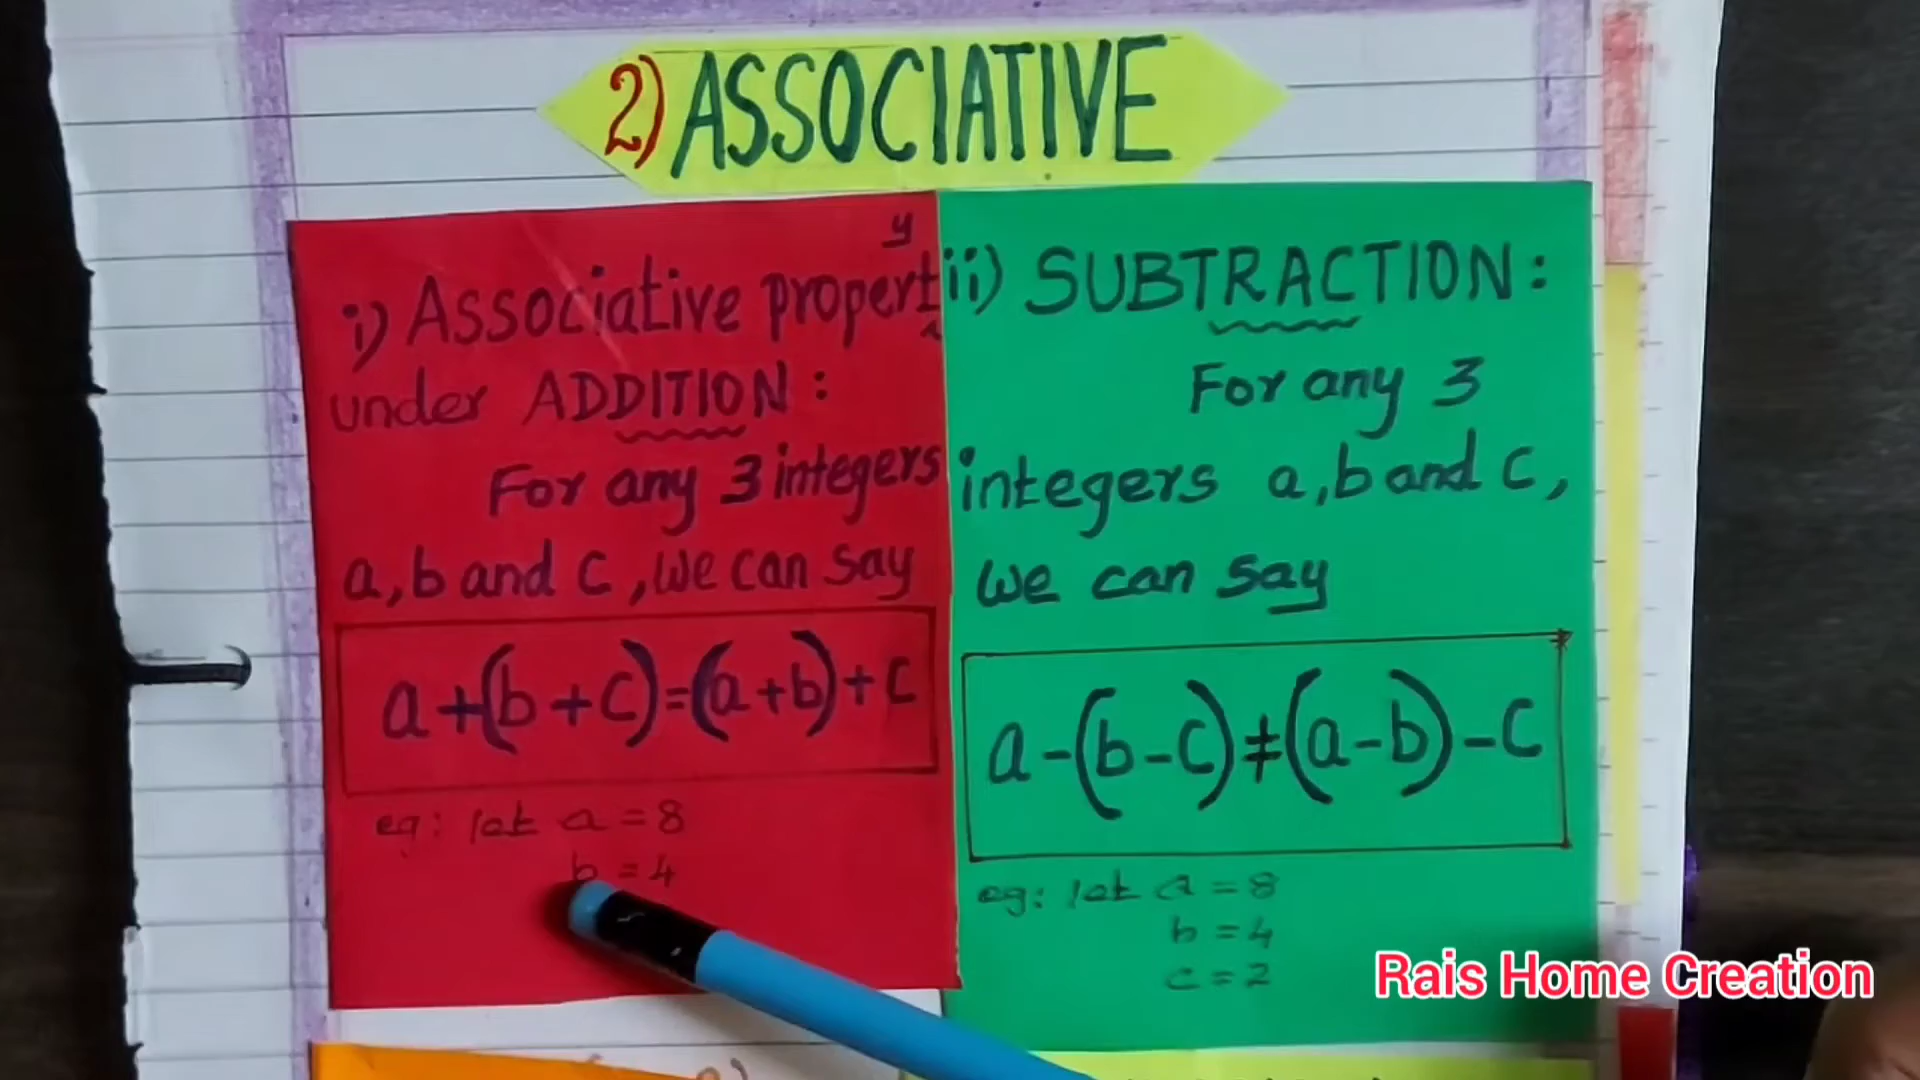 2) ASSOCIATIVE
i) Associative property
under ADDITION:
For any 3 integers
a, b and c, we can say
a+(b+c)=(a+b)+c
eg: let a = 8
b = 4
ii) SUBTRACTION:
For any 3
integers a, b and c,
we can say
a-(b-c)≠(a-b)-c
eg: let a = 8
b = 4
c = 2
Rais Home Creation